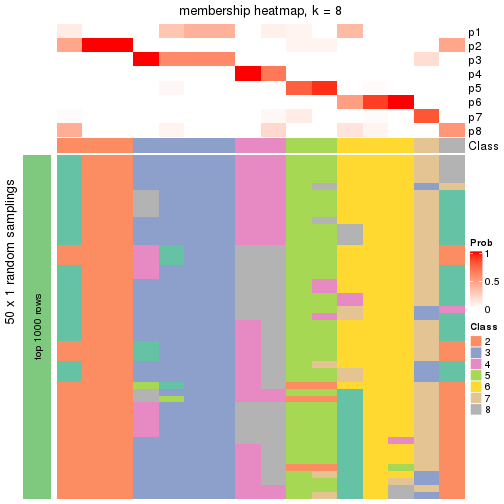 membership heatmap, k = 8
p1
p2
p3
p4
p5
p6
p7
p8
Class
50 x 1 random samplings
top 1000 rows
Prob
1
0.5
0
Class
2
3
4
5
6
7
8